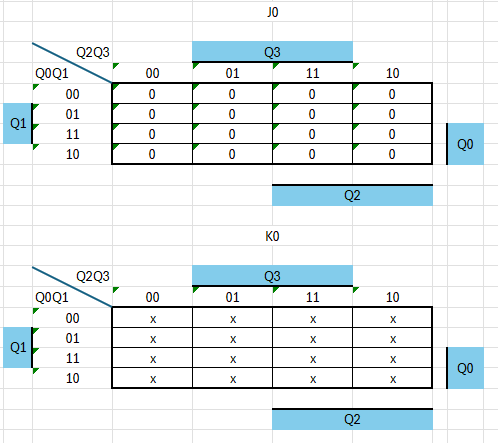 J0
Q2Q3 Q3
Q0Q1 00 01 11 10
00 0 0 0 0
Q1 01 0 0 0 0
11 0 0 0 0 Q0
10 0 0 0 0
Q2
K0
Q2Q3 Q3
Q0Q1 00 01 11 10
00 x x x x
Q1 01 x x x x
11 x x x x Q0
10 x x x x
Q2